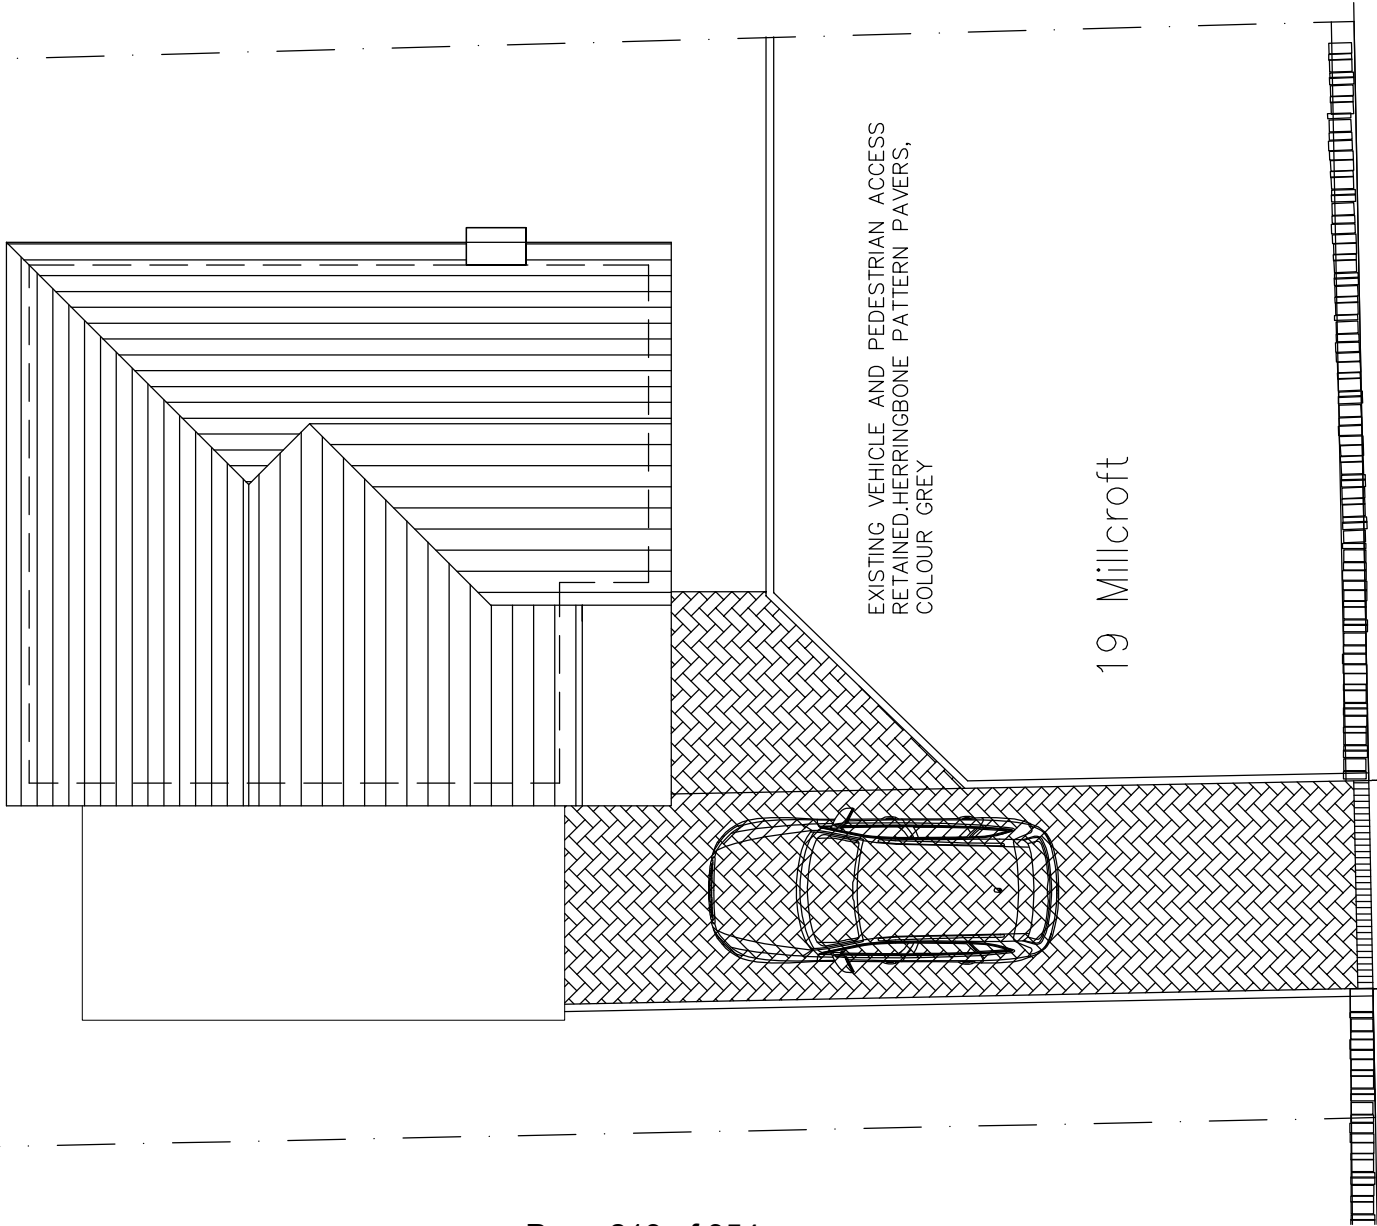 EXISTING VEHICLE AND PEDESTRIAN ACCESS
RETAINED.HERRINGBONE PATTERN PAVERS,
COLOUR GREY
19 Millcroft